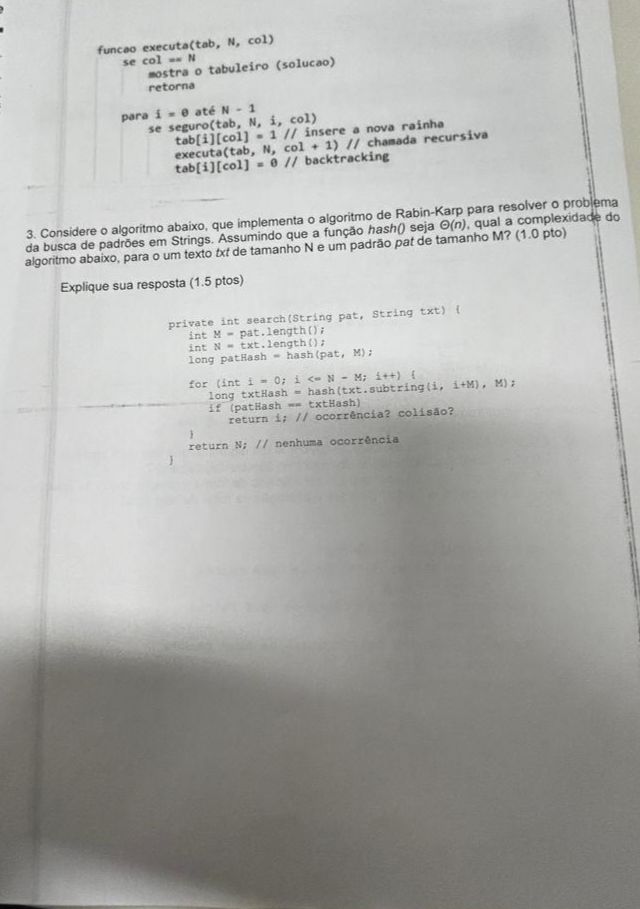 funcao executa(tab, N, col)
se col == N
mostra o tabuleiro (solucao)
retorna
para i = 0 até N - 1
se seguro(tab, N, i, col)
tab[i][col] = 1 // insere a nova rainha
executa(tab, N, col + 1) // chamada recursiva
tab[i][col] = 0 // backtracking
3. Considere o algoritmo abaixo, que implementa o algoritmo de Rabin-Karp para resolver o problema
da busca de padrões em Strings. Assumindo que a função hash() seja Θ(n), qual a complexidade do
algoritmo abaixo, para o um texto txt de tamanho N e um padrão pat de tamanho M? (1.0 pto)
Explique sua resposta (1.5 ptos)
private int search(String pat, String txt) {
int M = pat.length();
int N = txt.length();
long patHash = hash(pat, M);
for (int i = 0; i <= N - M; i++) {
long txtHash = hash(txt.subtring(i, i+M), M);
if (patHash == txtHash)
return i; // ocorrência? colisão?
}
return N; // nenhuma ocorrência
}